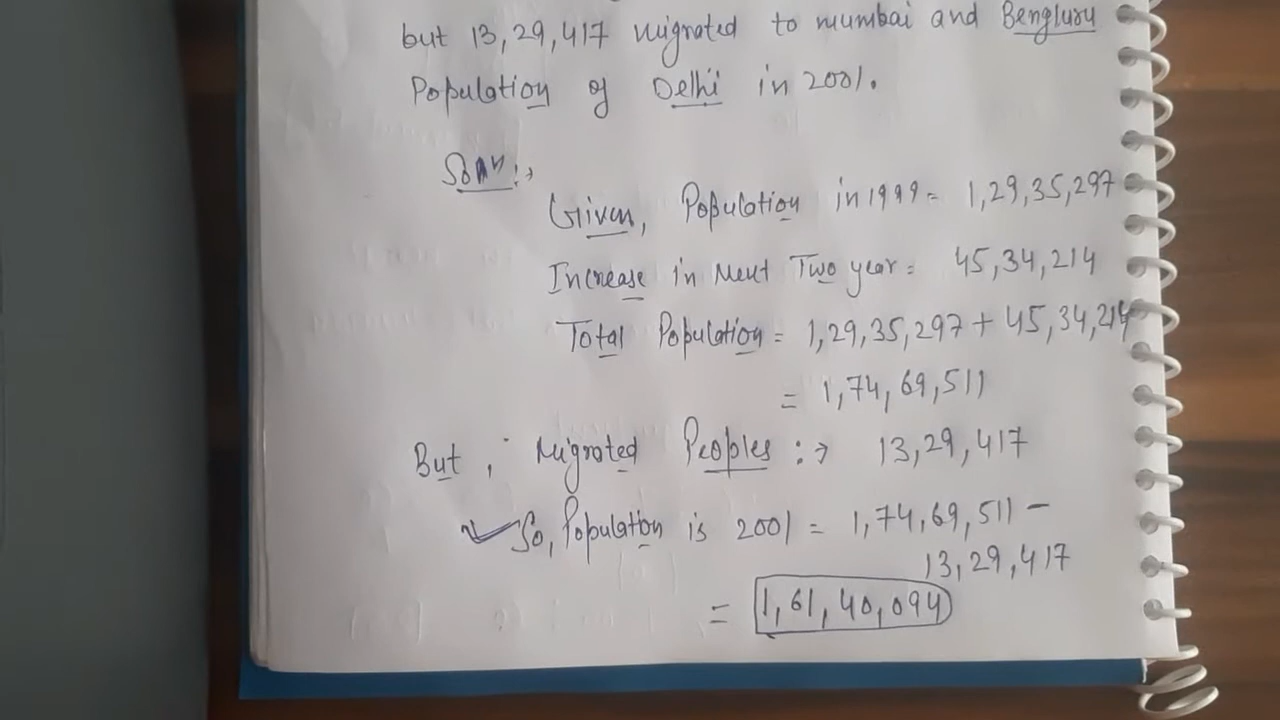 but 13,29,417 migrated to mumbai and Bengluru
Population of Delhi in 2001.
Soln :→
Given, Population in 1999 = 1,29,35,297
Increase in Next Two year = 45,34,214
Total Population = 1,29,35,297 + 45,34,214
= 1,74,69,511
But, Migrated Peoples :→ 13,29,417
So, Population is 2001 = 1,74,69,511 -
13,29,417
= 1,61,40,094